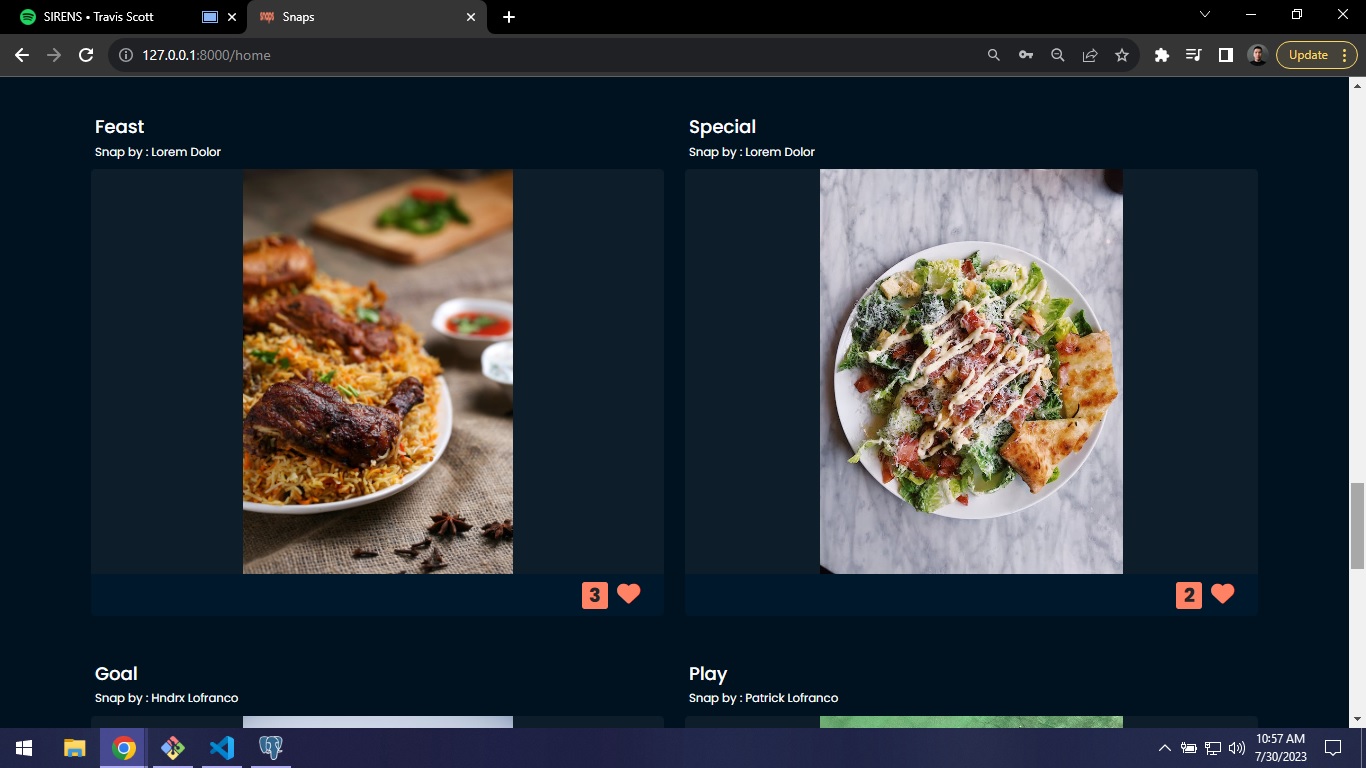 SIRENS • Travis Scott
snaps
Snaps
127.0.0.1:8000/home
Update
Feast
Snap by : Lorem Dolor
3
Special
Snap by : Lorem Dolor
2
Goal
Snap by : Hndrx Lofranco
Play
Snap by : Patrick Lofranco
10:57 AM
7/30/2023